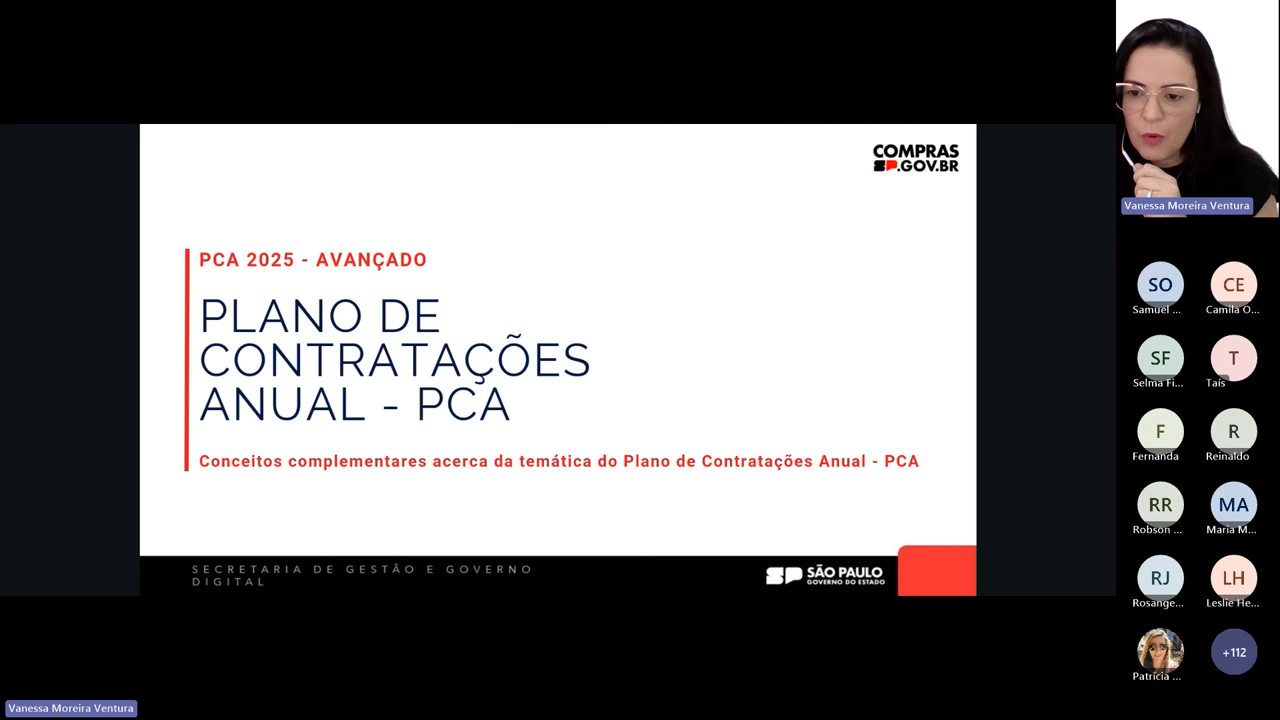 COMPRAS
SP.GOV.BR
PCA 2025 - AVANÇADO
PLANO DE
CONTRATAÇÕES
ANUAL - PCA
Conceitos complementares acerca da temática do Plano de Contratações Anual - PCA
SECRETARIA DE GESTÃO E GOVERNO
DIGITAL
SP SÃO PAULO
GOVERNO DO ESTADO
Vanessa Moreira Ventura
SO
CE
Samuel ...
Camila O...
SF
T
Selma Fi...
Taís
F
R
Fernanda
Reinaldo
RR
MA
Robson ...
Maria M...
RJ
LH
Rosange...
Leslie He...
+112
Patrícia ...
Vanessa Moreira Ventura